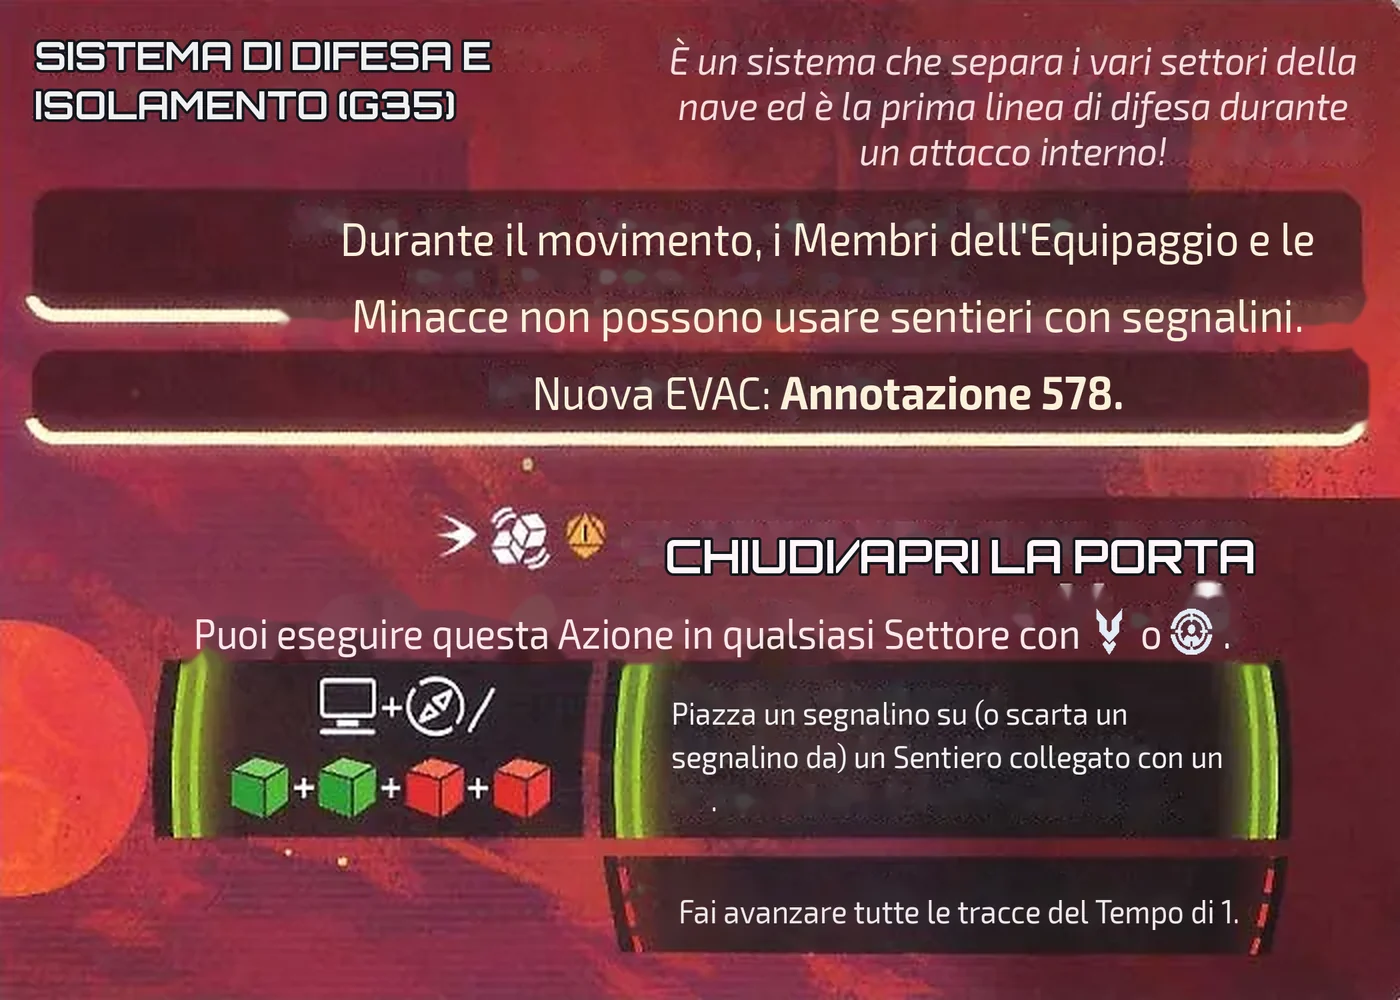 SISTEMA DI DIFESA E
ISOLAMENTO (G35)
È un sistema che separa i vari settori della
nave ed è la prima linea di difesa durante
un attacco interno!
Durante il movimento, i Membri dell'Equipaggio e le
Minacce non possono usare sentieri con segnalini.
Nuova EVAC: Annotazione 578.
CHIUDI/APRI LA PORTA
Puoi eseguire questa Azione in qualsiasi Settore con o .
+ /
+ + +
Piazza un segnalino su (o scarta un
segnalino da) un Sentiero collegato con un
.
Fai avanzare tutte le tracce del Tempo di 1.